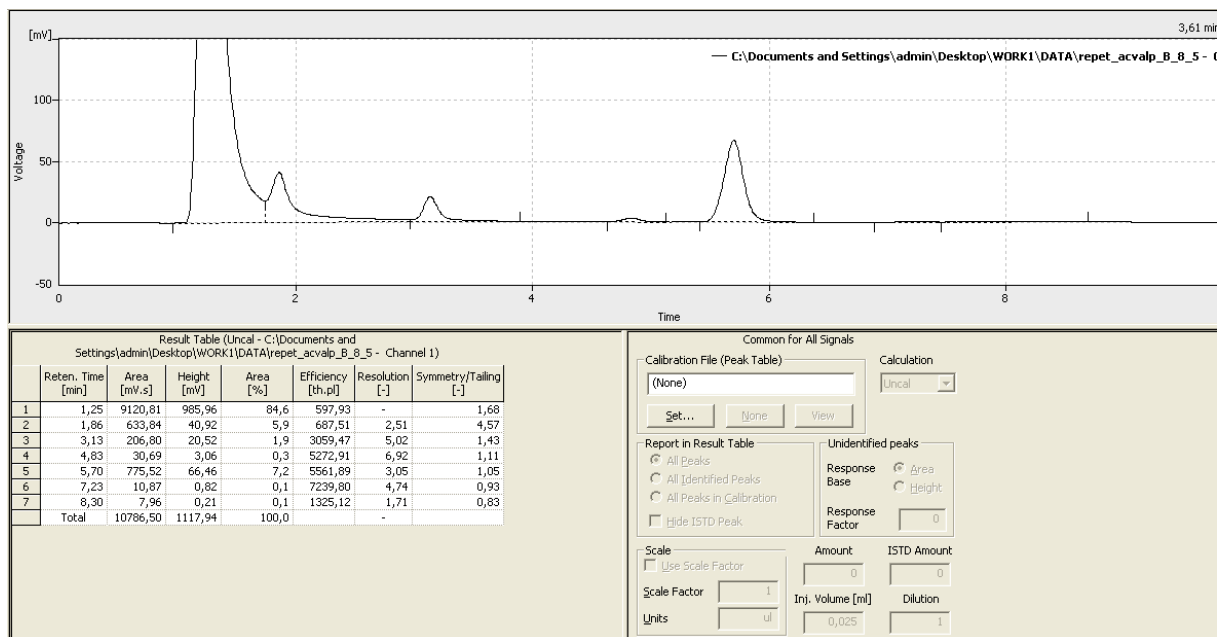 3,61 min
[mV]
C:\Documents and Settings\admin\Desktop\WORK1\DATA\repet_acvalp_B_8_5 -
100
50
0
-50
Voltage
0 2 4 6 8
Time
Result Table (Uncal - C:\Documents and
Settings\admin\Desktop\WORK1\DATA\repet_acvalp_B_8_5 - Channel 1)
Reten. Time Area Height Area Efficiency Resolution Symmetry/Tailing
[min] [mV.s] [mV] [%] [th.pl] [-] [-]
1 1,25 9120,81 985,96 84,6 597,93 - 1,68
2 1,86 633,84 40,92 5,9 687,51 2,51 4,57
3 3,13 206,80 20,52 1,9 3059,47 5,02 1,43
4 4,83 30,69 3,06 0,3 5272,91 6,92 1,11
5 5,70 775,52 66,46 7,2 5561,89 3,05 1,05
6 7,23 10,87 0,82 0,1 7239,80 4,74 0,93
7 8,30 7,96 0,21 0,1 1325,12 1,71 0,83
Total 10786,50 1117,94 100,0 -
Common for All Signals
Calibration File (Peak Table)
(None)
Set... None View
Calculation
Uncal
Report in Result Table
All Peaks
All Identified Peaks
All Peaks in Calibration
Hide ISTD Peak
Unidentified peaks
Response Base
Area
Height
Response Factor
0
Scale
Use Scale Factor
Scale Factor 1
Units ul
Amount ISTD Amount
0 0
Inj. Volume [ml] Dilution
0,025 1